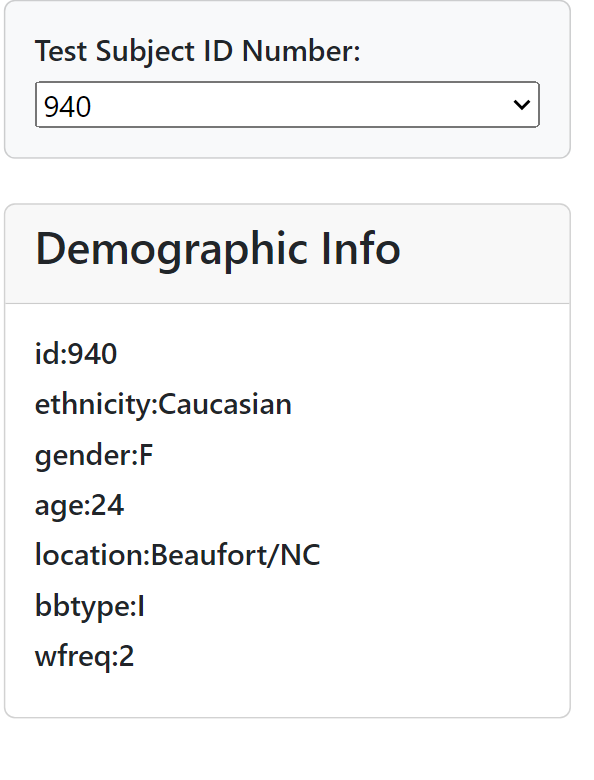 Test Subject ID Number:
940
Demographic Info
id:940
ethnicity:Caucasian
gender:F
age:24
location:Beaufort/NC
bbtype:I
wfreq:2